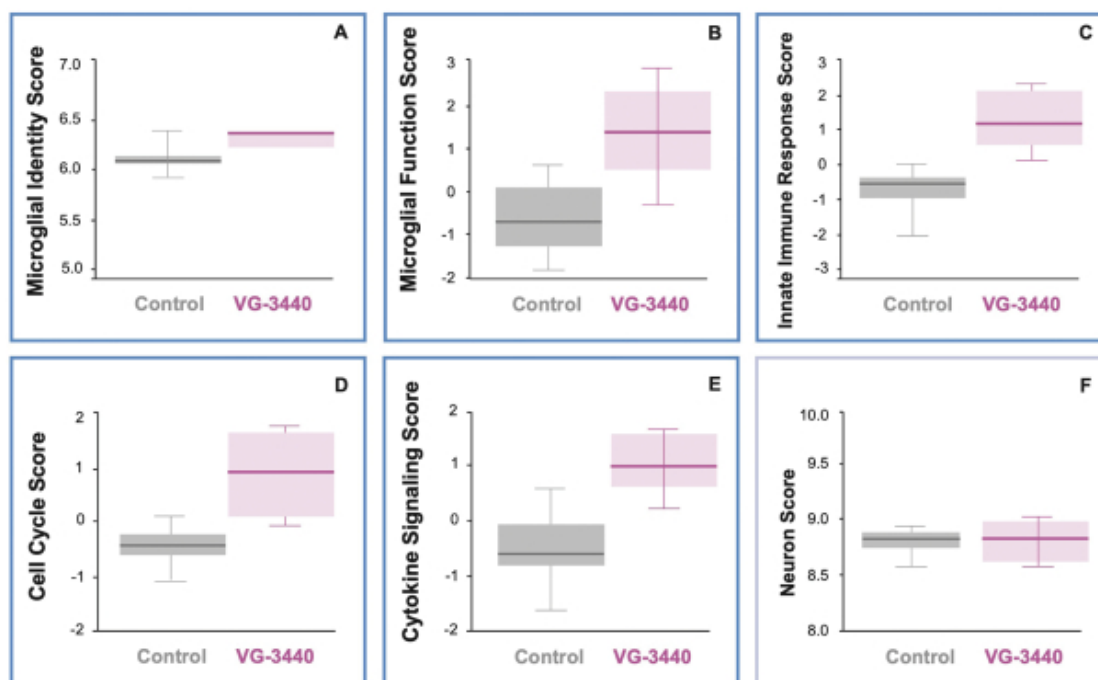 A
Microglial Identity Score
7.0
6.5
6.0
5.5
5.0
Control VG-3440
B
Microglial Function Score
3
2
1
0
-1
-2
Control VG-3440
C
Innate Immune Response Score
3
2
1
0
-1
-2
-3
Control VG-3440
D
Cell Cycle Score
2
1
0
-1
-2
Control VG-3440
E
Cytokine Signaling Score
2
1
0
-1
-2
Control VG-3440
F
Neuron Score
10.0
9.5
9.0
8.5
8.0
Control VG-3440